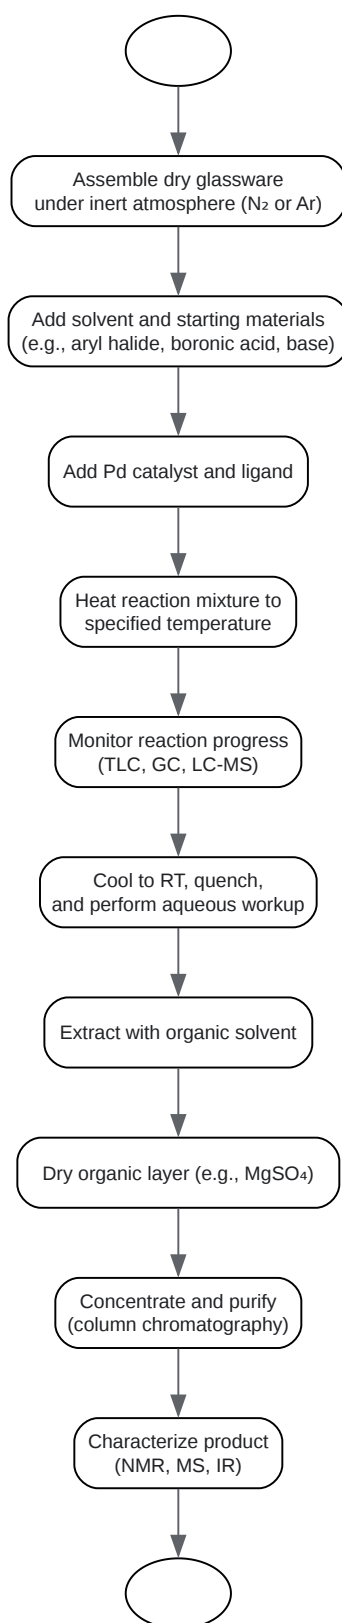 Assemble dry glassware
under inert atmosphere (N₂ or Ar)
Add solvent and starting materials
(e.g., aryl halide, boronic acid, base)
Add Pd catalyst and ligand
Heat reaction mixture to
specified temperature
Monitor reaction progress
(TLC, GC, LC-MS)
Cool to RT, quench,
and perform aqueous workup
Extract with organic solvent
Dry organic layer (e.g., MgSO₄)
Concentrate and purify
(column chromatography)
Characterize product
(NMR, MS, IR)